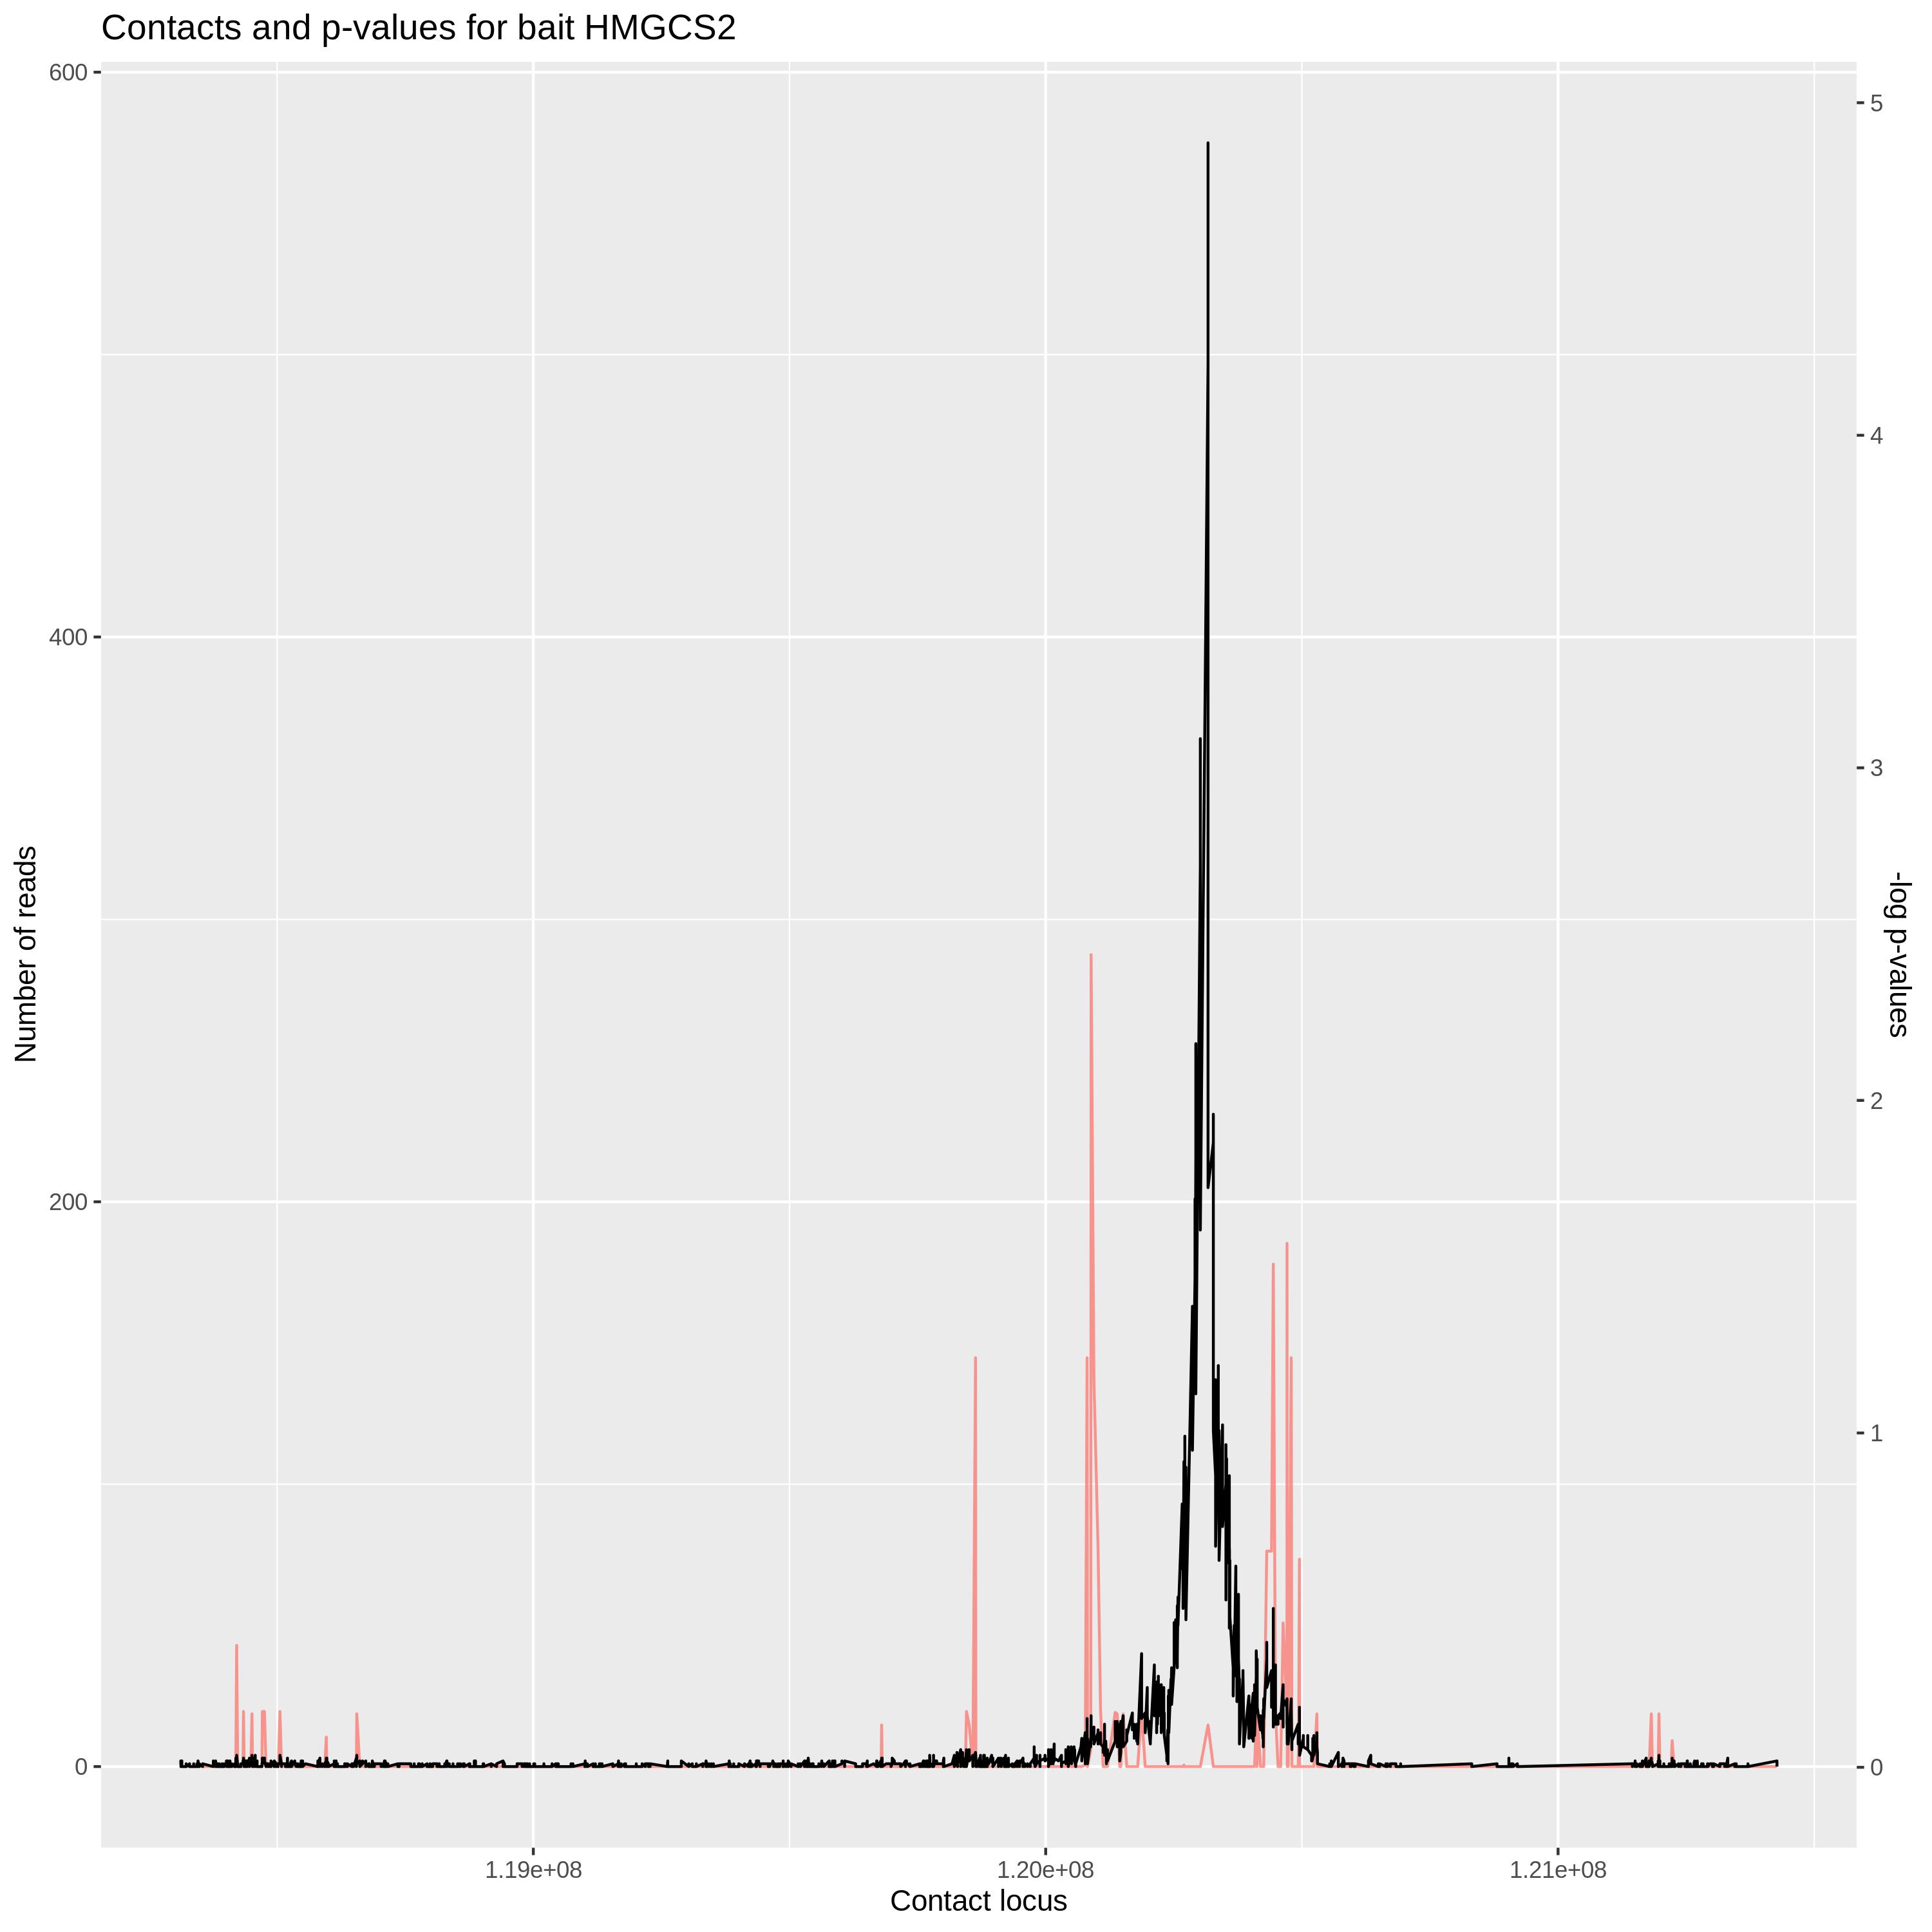 Contacts and p-values for bait HMGCS2
600
400
200
0
Number of reads
5
4
3
2
1
0
-log p-values
1.19e+08
1.20e+08
1.21e+08
Contact locus